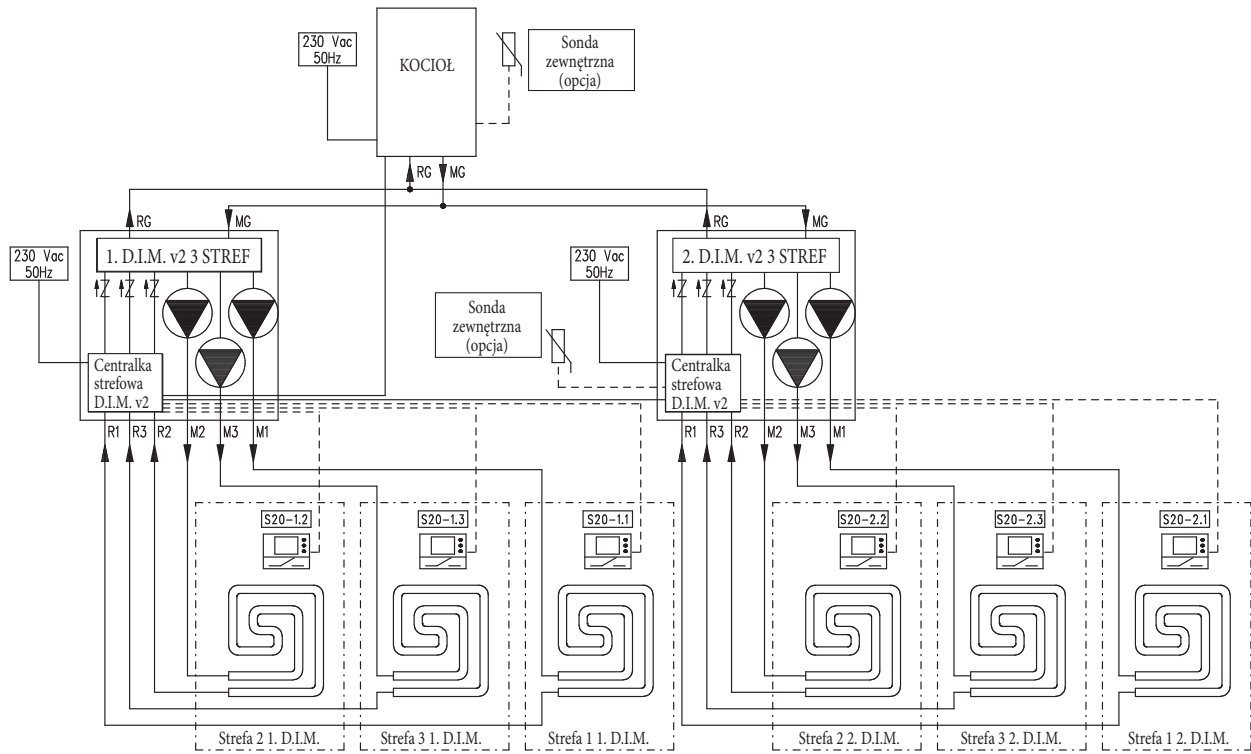 230 Vac
50Hz
KOCIOŁ
Sonda
zewnętrzna
(opcja)
RG
MG
RG
MG
RG
MG
230 Vac
50Hz
1. D.I.M. v2 3 STREF
230 Vac
50Hz
2. D.I.M. v2 3 STREF
Sonda
zewnętrzna
(opcja)
Centralka
strefowa
D.I.M. v2
Centralka
strefowa
D.I.M. v2
R1
R3
R2
M2
M3
M1
R1
R3
R2
M2
M3
M1
S20-1.2
S20-1.3
S20-1.1
S20-2.2
S20-2.3
S20-2.1
Strefa 2 1. D.I.M.
Strefa 3 1. D.I.M.
Strefa 1 1. D.I.M.
Strefa 2 2. D.I.M.
Strefa 3 2. D.I.M.
Strefa 1 2. D.I.M.